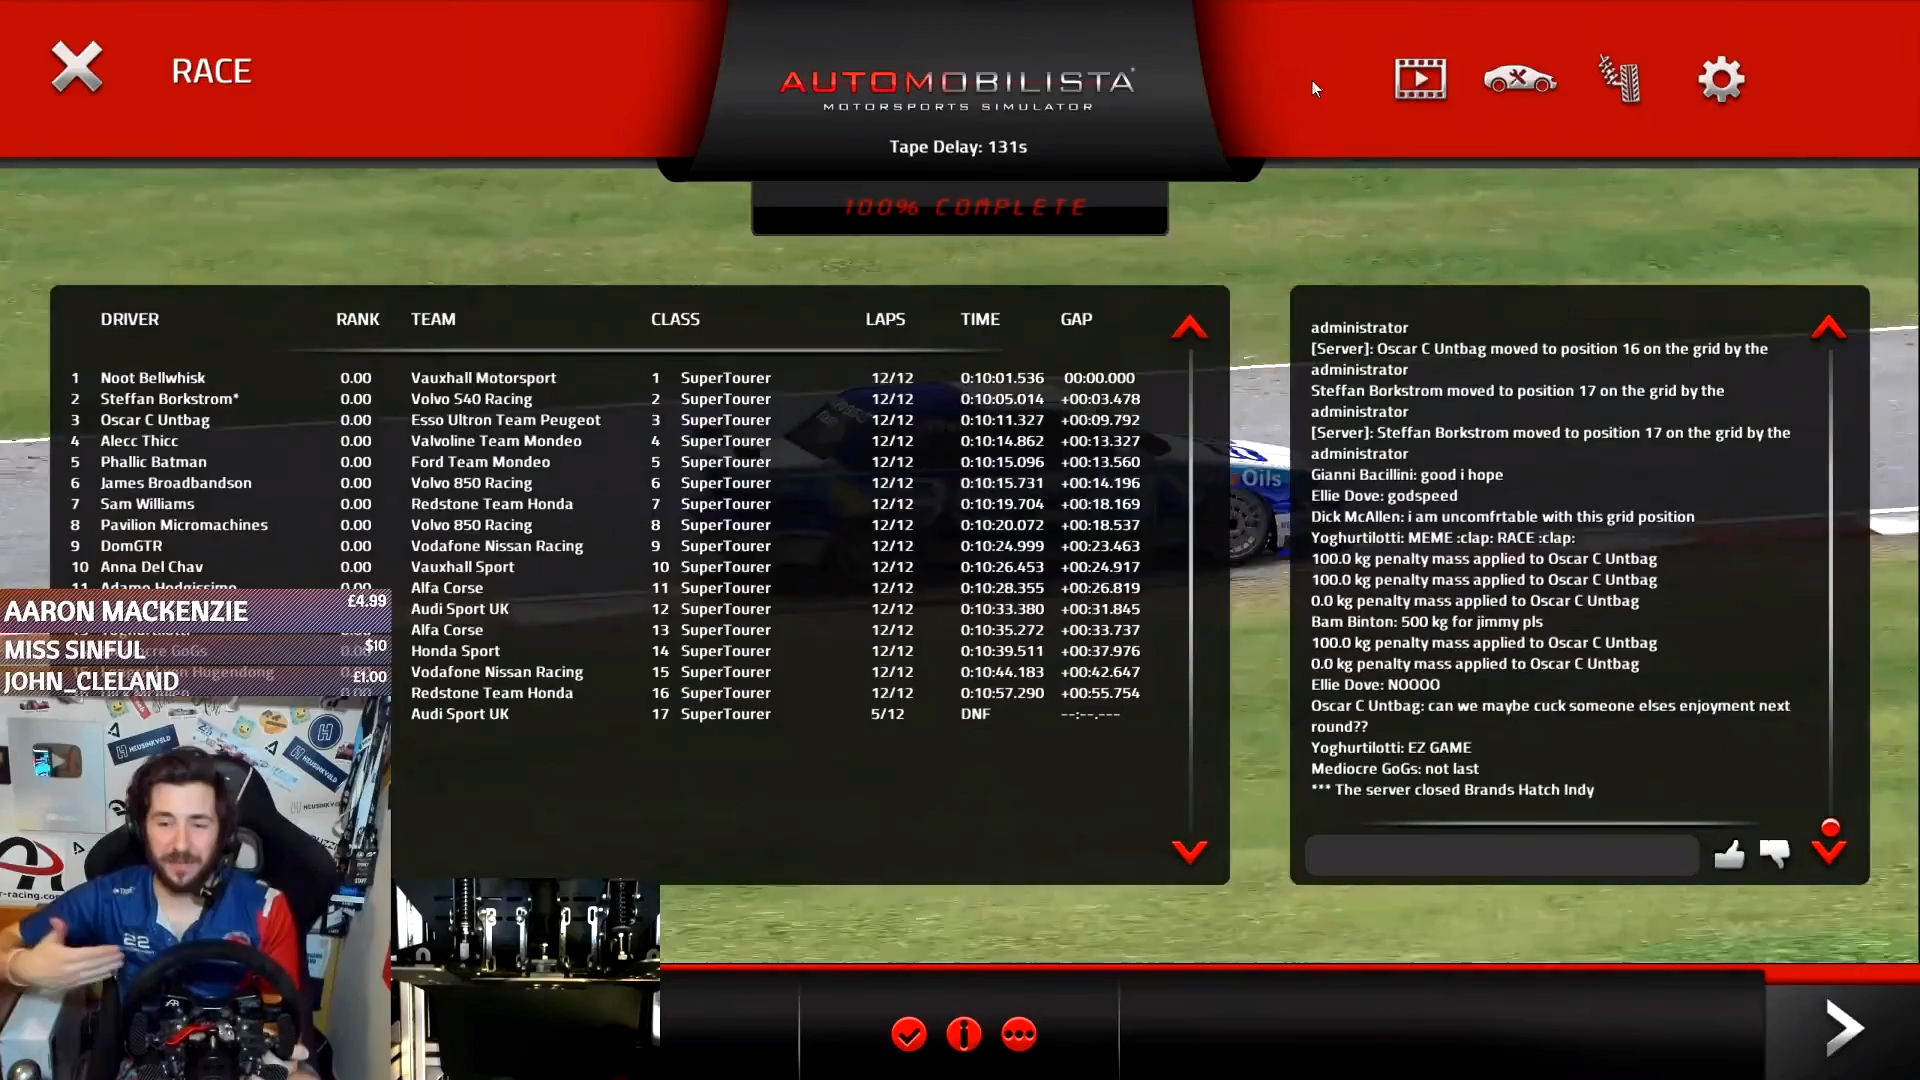 RACE
AUTOMOBILISTA
MOTORSPORTS SIMULATOR
Tape Delay: 131s
100% COMPLETE
DRIVER RANK TEAM CLASS LAPS TIME GAP
1 Noot Bellwhisk 0.00 Vauxhall Motorsport 1 SuperTourer 12/12 0:10:01.536 00:00.000
2 Steffan Borkstrom* 0.00 Volvo S40 Racing 2 SuperTourer 12/12 0:10:05.014 +00:03.478
3 Oscar C Untbag 0.00 Esso Ultron Team Peugeot 3 SuperTourer 12/12 0:10:11.327 +00:09.792
4 Alecc Thicc 0.00 Valvoline Team Mondeo 4 SuperTourer 12/12 0:10:14.862 +00:13.327
5 Phallic Batman 0.00 Ford Team Mondeo 5 SuperTourer 12/12 0:10:15.096 +00:13.560
6 James Broadbandson 0.00 Volvo 850 Racing 6 SuperTourer 12/12 0:10:15.731 +00:14.196
7 Sam Williams 0.00 Redstone Team Honda 7 SuperTourer 12/12 0:10:19.704 +00:18.169
8 Pavilion Micromachines 0.00 Volvo 850 Racing 8 SuperTourer 12/12 0:10:20.072 +00:18.537
9 DomGTR 0.00 Vodafone Nissan Racing 9 SuperTourer 12/12 0:10:24.999 +00:23.463
10 Anna Del Chav 0.00 Vauxhall Sport 10 SuperTourer 12/12 0:10:26.453 +00:24.917
11 Adamo Hodgissimo 0.00 Alfa Corse 11 SuperTourer 12/12 0:10:28.355 +00:26.819
Audi Sport UK 12 SuperTourer 12/12 0:10:33.380 +00:31.845
Alfa Corse 13 SuperTourer 12/12 0:10:35.272 +00:33.737
Honda Sport 14 SuperTourer 12/12 0:10:39.511 +00:37.976
Vodafone Nissan Racing 15 SuperTourer 12/12 0:10:44.183 +00:42.647
Redstone Team Honda 16 SuperTourer 12/12 0:10:57.290 +00:55.754
Audi Sport UK 17 SuperTourer 5/12 DNF --:--.---
AARON MACKENZIE £4.99
MISS SINFUL $10
JOHN_CLELAND £1.00
administrator
[Server]: Oscar C Untbag moved to position 16 on the grid by the
administrator
Steffan Borkstrom moved to position 17 on the grid by the
administrator
[Server]: Steffan Borkstrom moved to position 17 on the grid by the
administrator
Gianni Bacillini: good i hope
Ellie Dove: godspeed
Dick McAllen: i am uncomfrtable with this grid position
Yoghurtilotti: MEME :clap: RACE :clap:
100.0 kg penalty mass applied to Oscar C Untbag
100.0 kg penalty mass applied to Oscar C Untbag
0.0 kg penalty mass applied to Oscar C Untbag
Bam Binton: 500 kg for jimmy pls
100.0 kg penalty mass applied to Oscar C Untbag
0.0 kg penalty mass applied to Oscar C Untbag
Ellie Dove: NOOOO
Oscar C Untbag: can we maybe cuck someone elses enjoyment next
round??
Yoghurtilotti: EZ GAME
Mediocre GoGs: not last
*** The server closed Brands Hatch Indy
Oils
HEUSINKVELD
HEUSINKVELD
r-racing.co
22